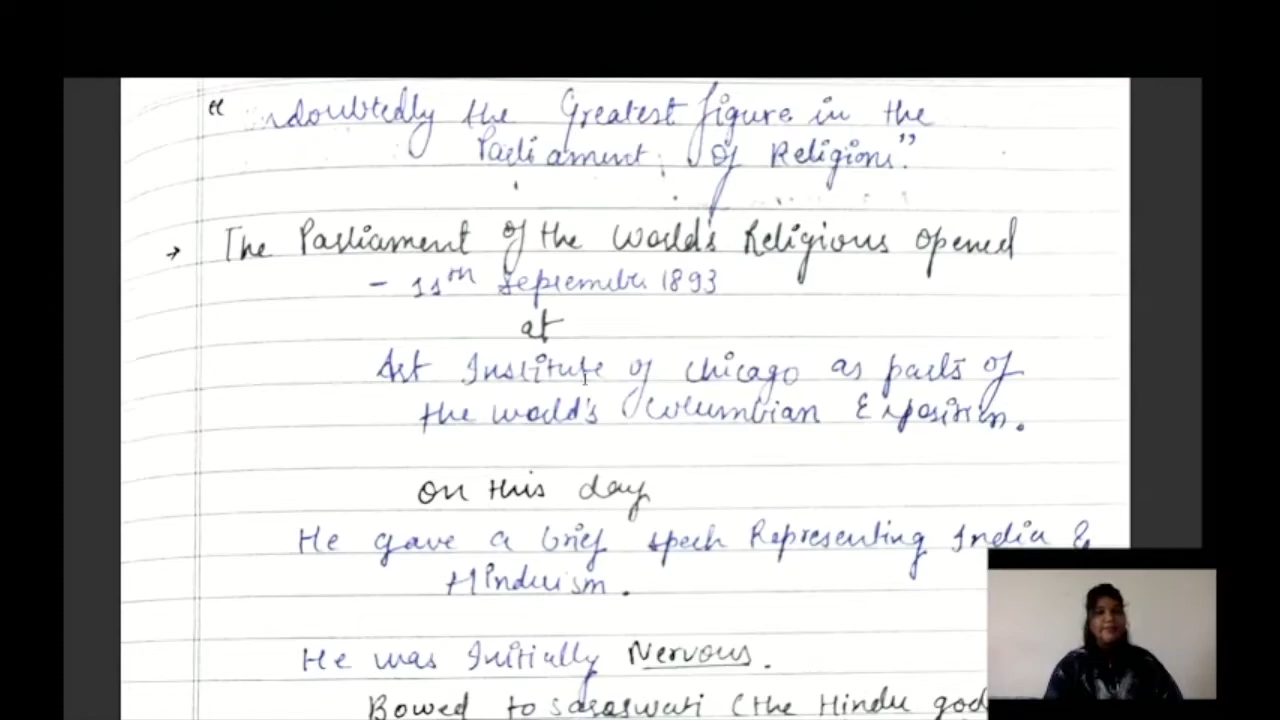 “ ndoubtedly the Greatest figure in the
Parliament of Religions.”
→ The Parliament of the World's Religious opened
- 11th September 1893
at
Art Institute of Chicago as parts of
the world's Columbian Exposition.
on this day
He gave a brief speech Representing India &
Hinduism.
He was Initially Nervous.
Bowed to Saraswati (the Hindu god